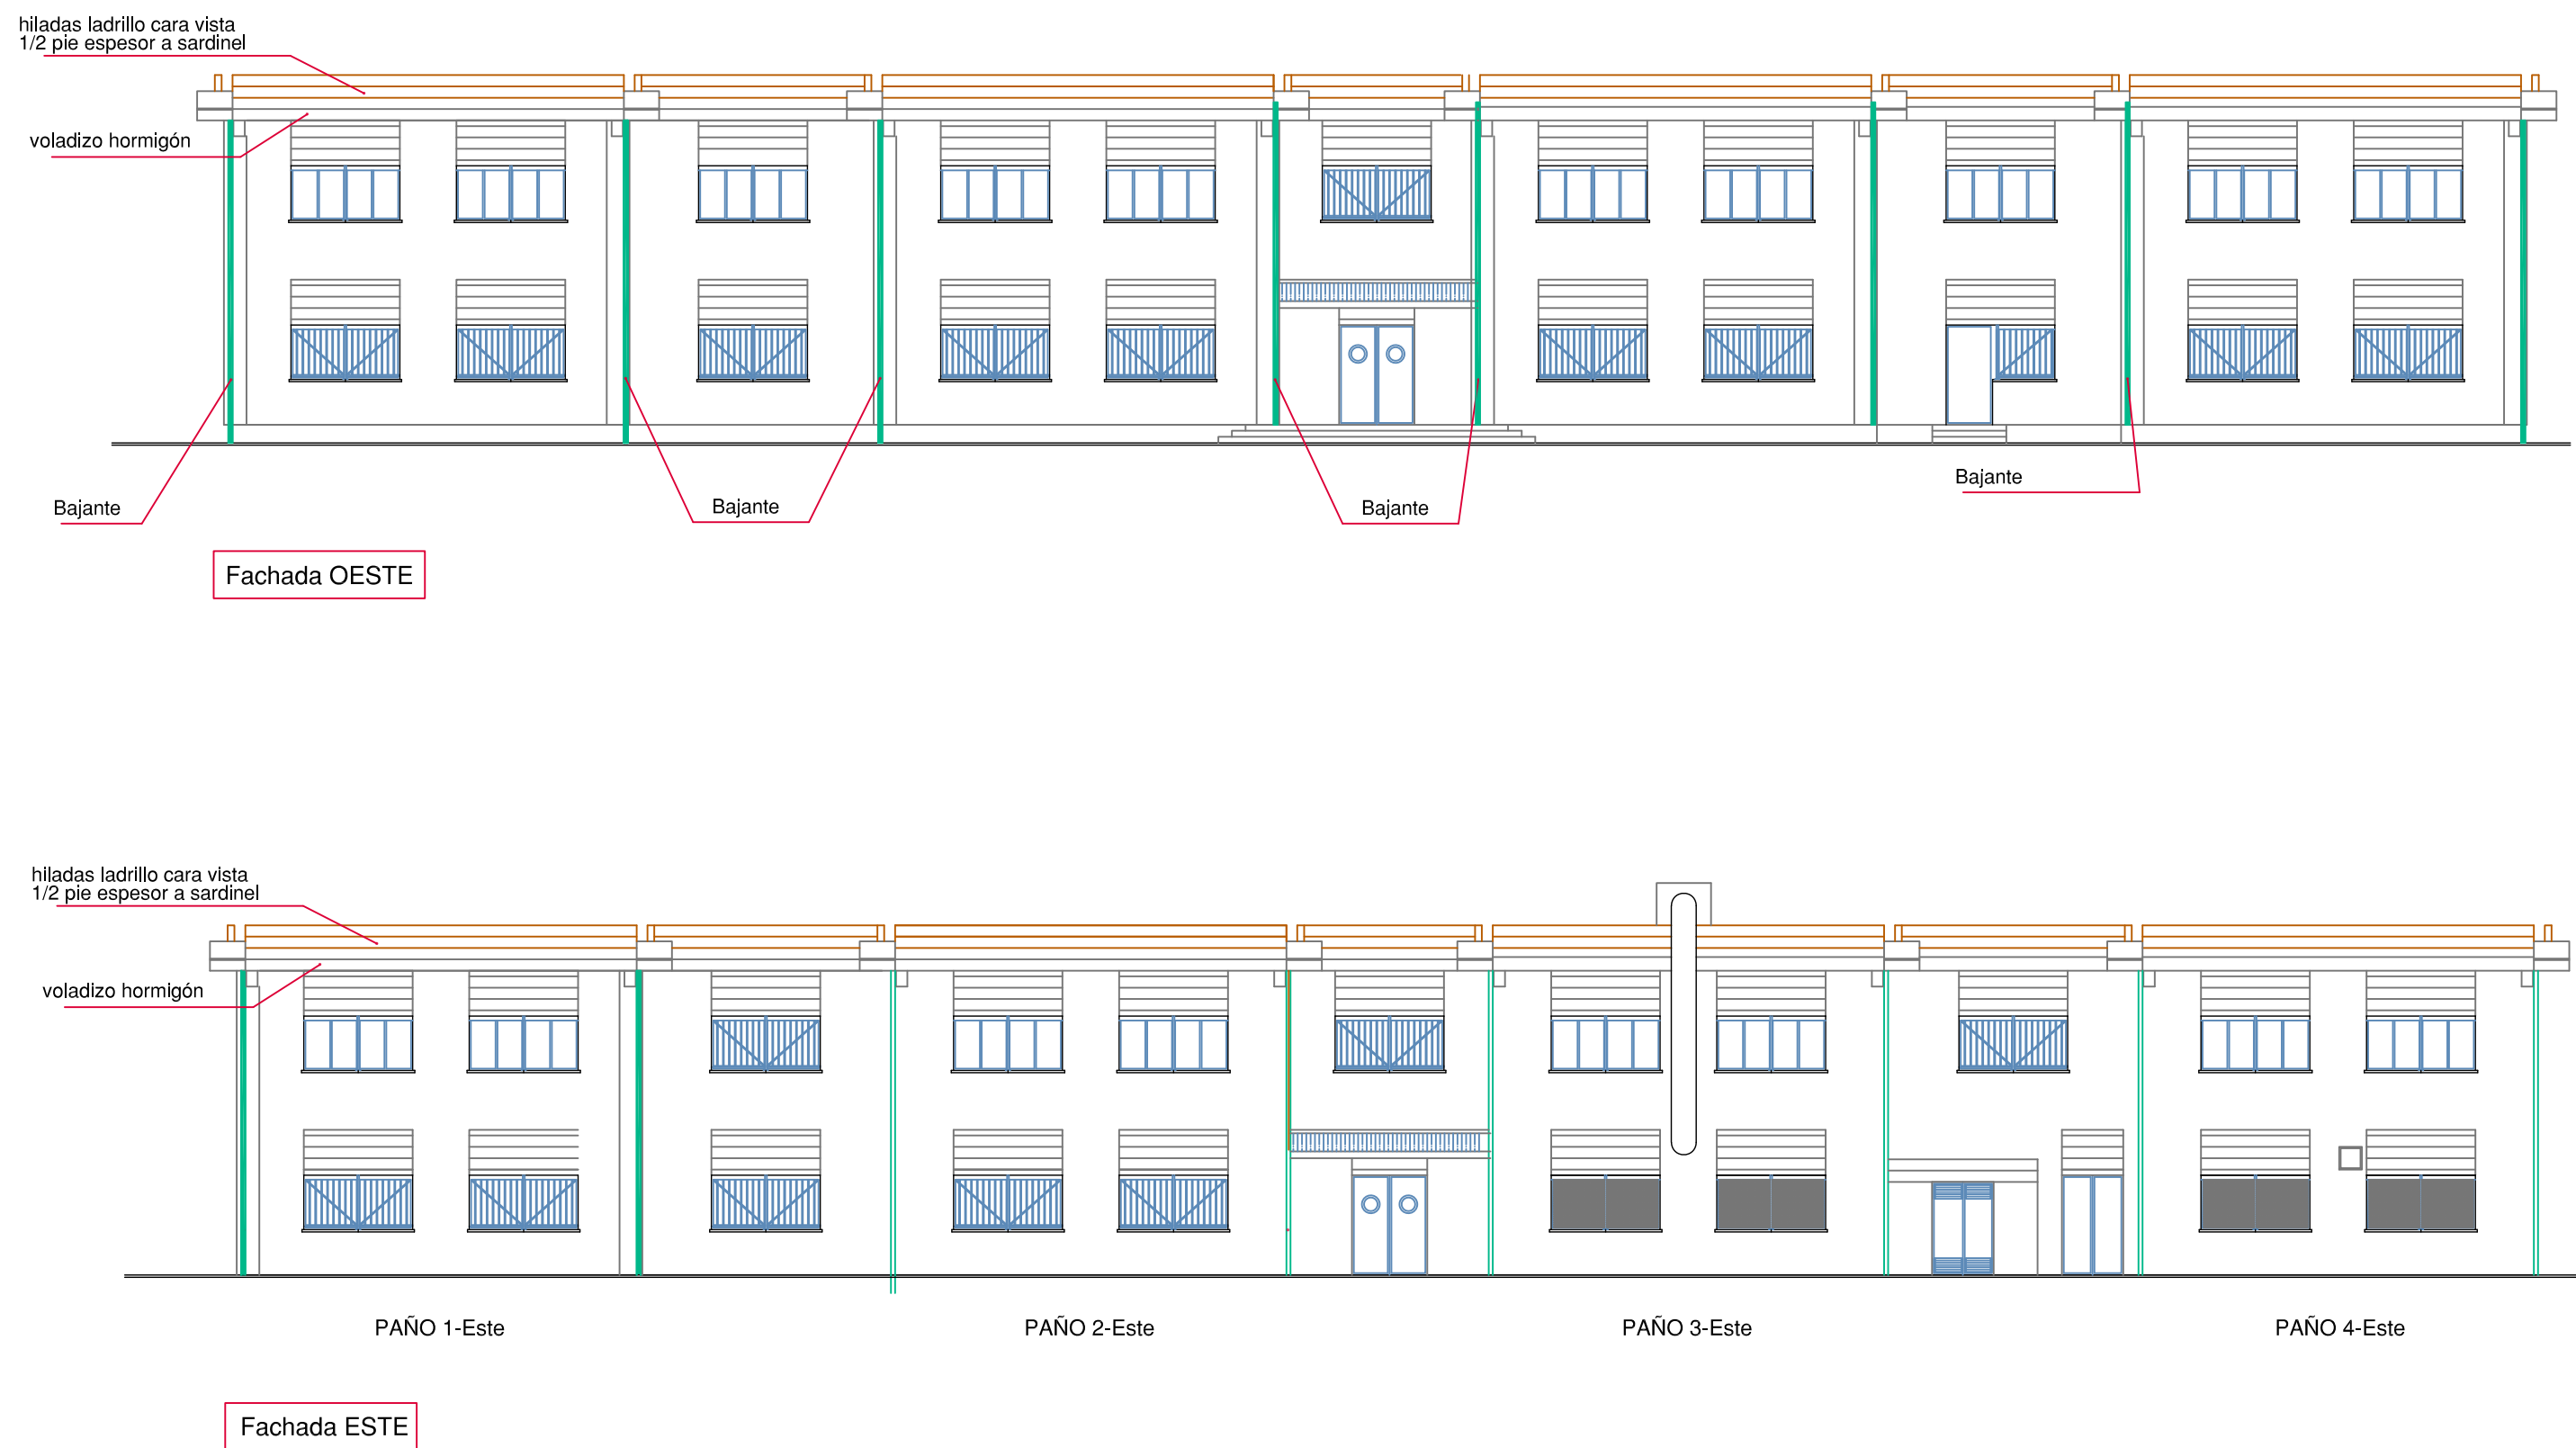 hiladas ladrillo cara vista
1/2 pie espesor a sardinel
voladizo hormigón
Bajante
Bajante
Bajante
Bajante
Fachada OESTE
hiladas ladrillo cara vista
1/2 pie espesor a sardinel
voladizo hormigón
PAÑO 1-Este
PAÑO 2-Este
PAÑO 3-Este
PAÑO 4-Este
Fachada ESTE